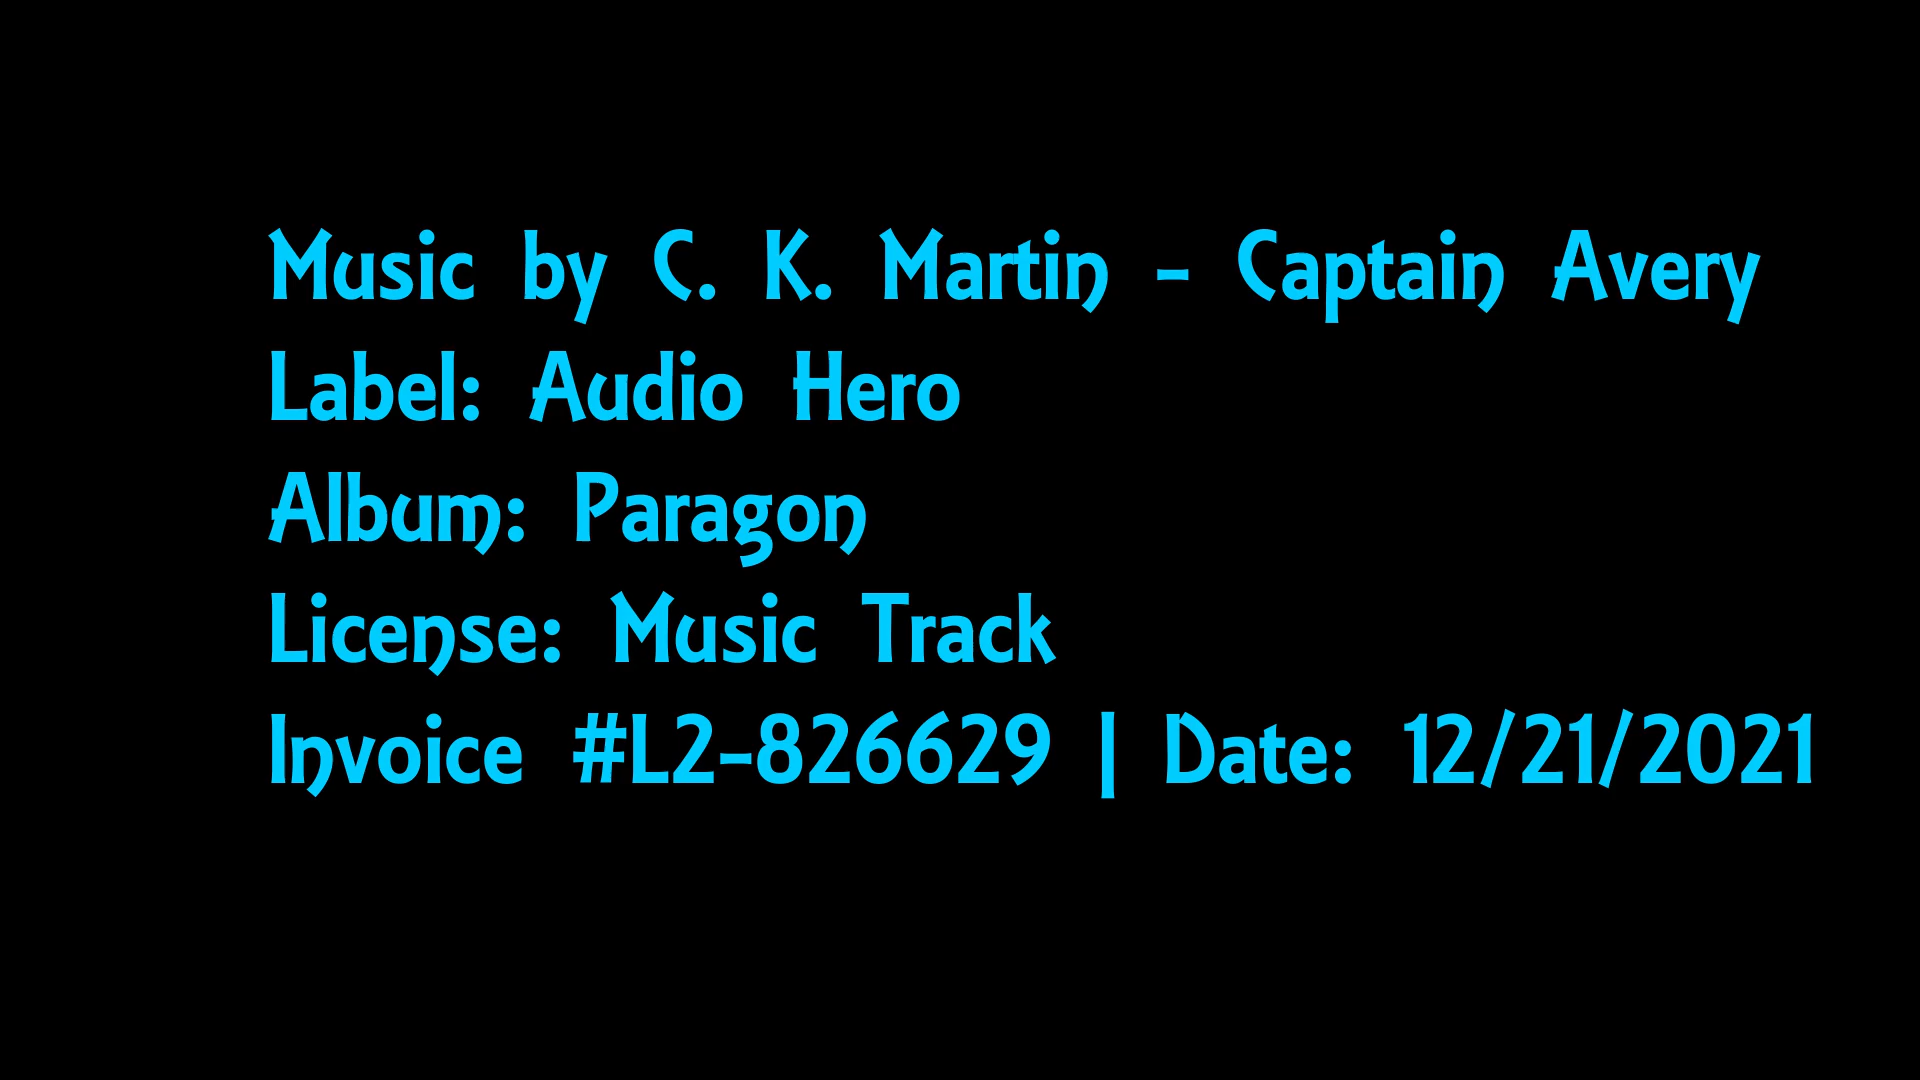 Music by C. K. Martin - Captain Avery
Label: Audio Hero
Album: Paragon
License: Music Track
Invoice #L2-826629 | Date: 12/21/2021